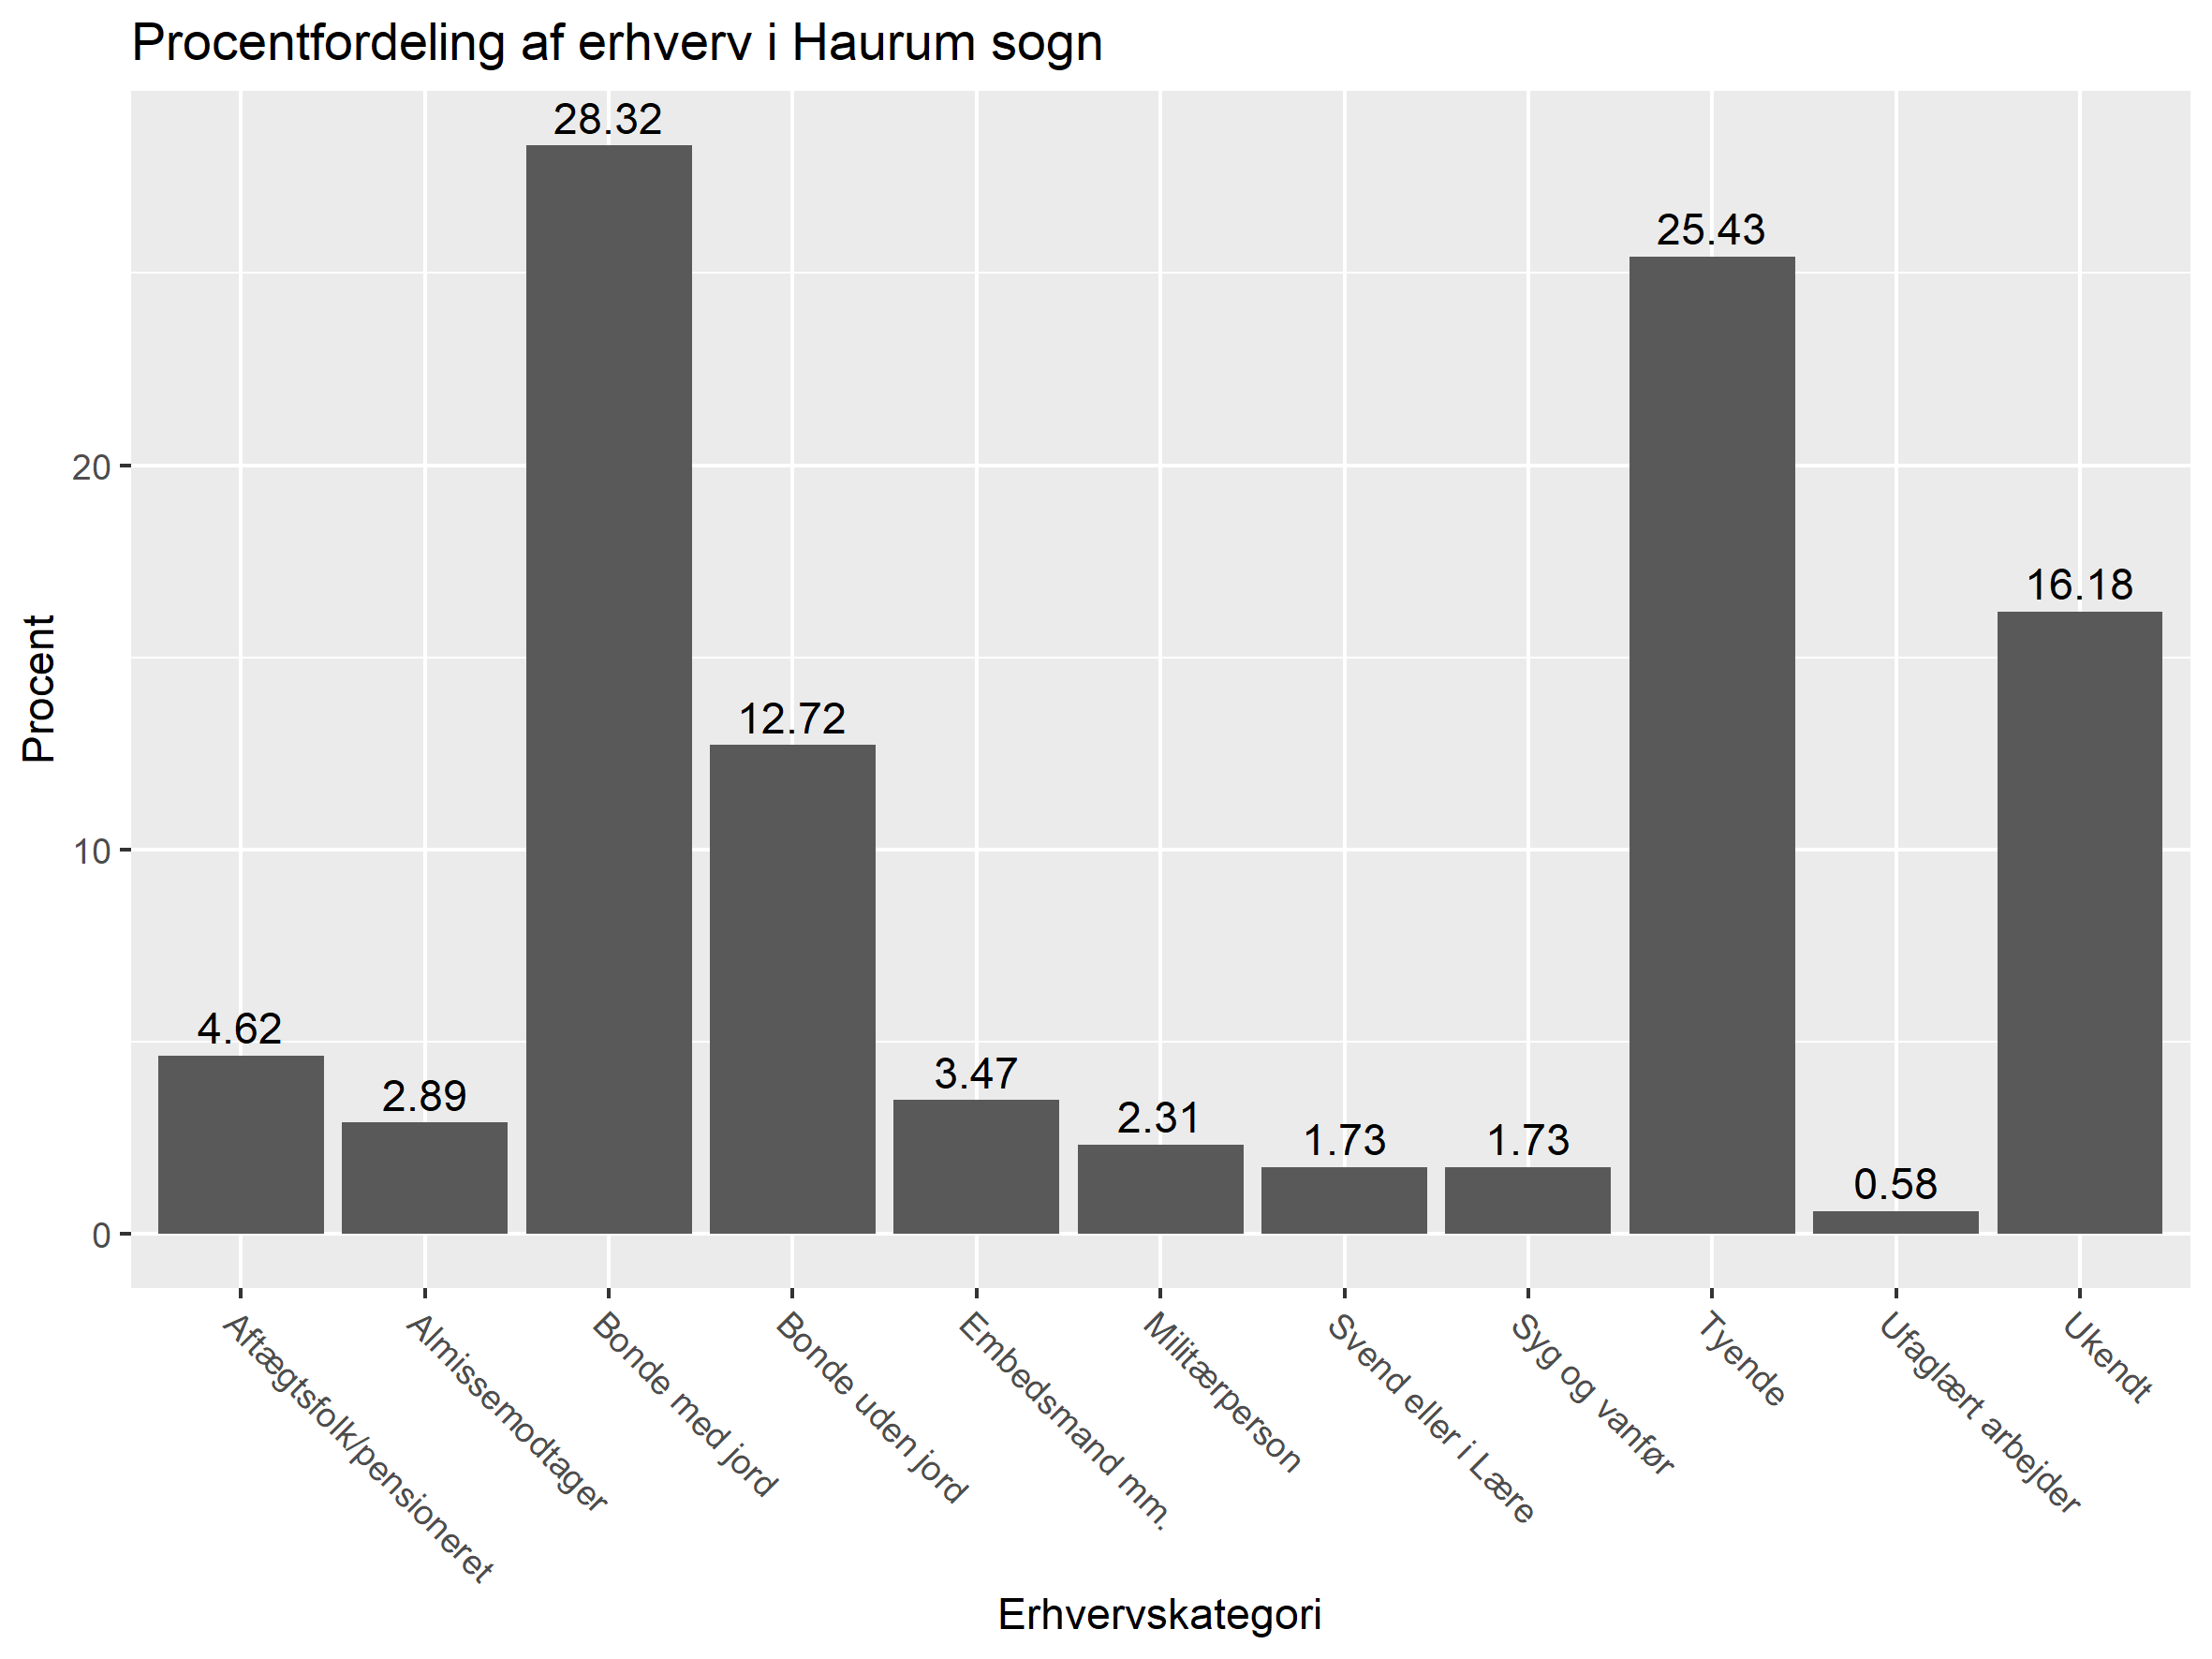 Procentfordeling af erhverv i Haurum sogn
Procent
20
10
0
28.32
25.43
16.18
12.72
4.62
2.89
3.47
2.31
1.73
1.73
0.58
Aftægtsfolk/pensioneret
Almissemodtager
Bonde med jord
Bonde uden jord
Embedsmand mm.
Militærperson
Svend eller i Lære
Syg og vanfør
Tyende
Ufaglært arbejder
Ukendt
Erhvervskategori